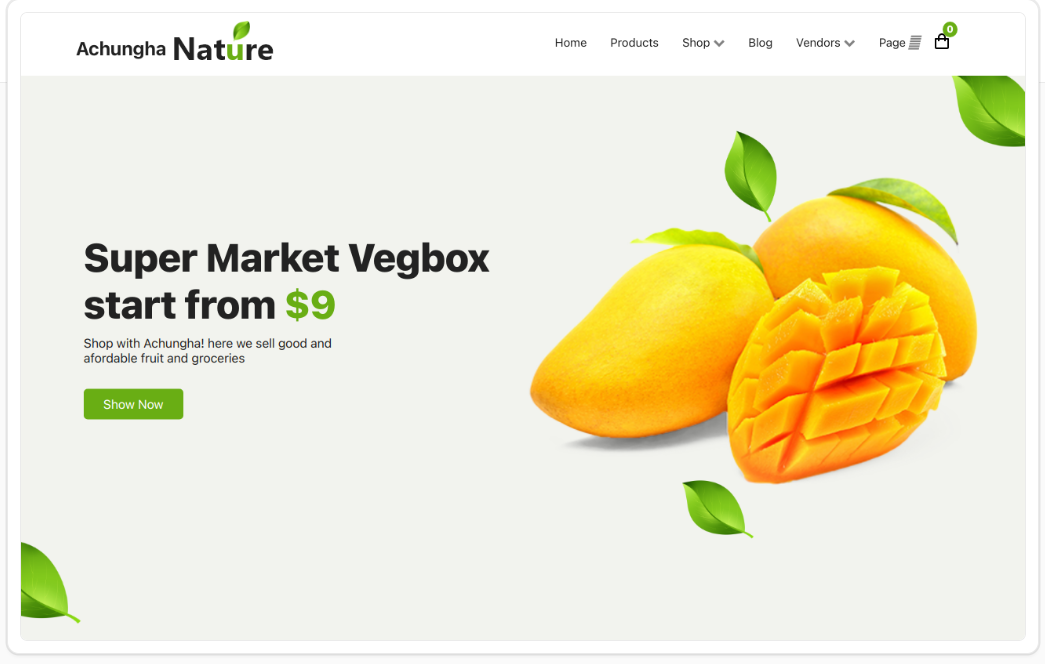 Achungha Nature
Home Products Shop Blog Vendors Page 0
Super Market Vegbox
start from $9
Shop with Achungha! here we sell good and
afordable fruit and groceries
Show Now